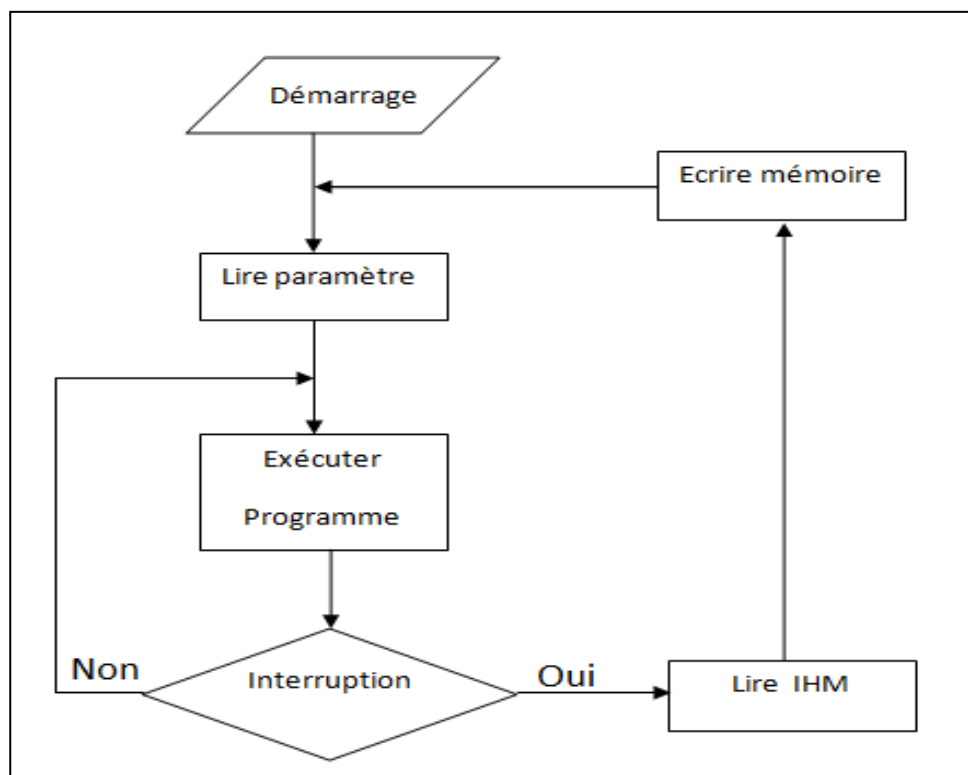 Démarrage
Ecrire mémoire
Lire paramètre
Exécuter
Programme
Non
Interruption
Oui
Lire IHM